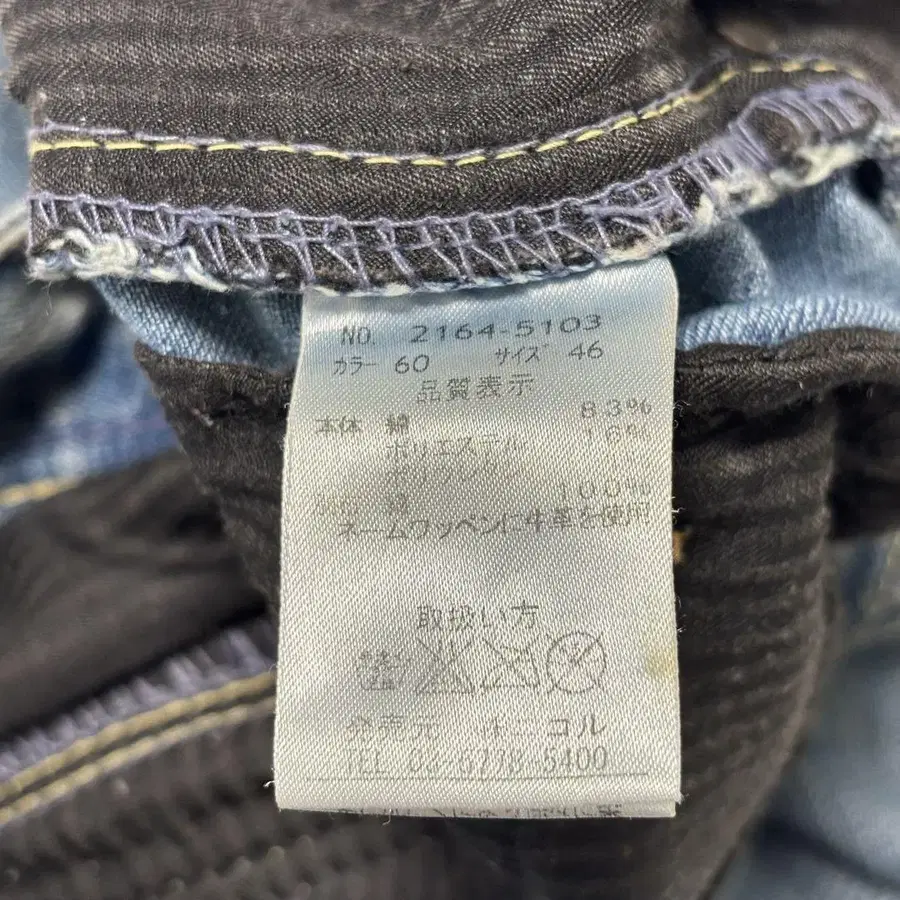 NO. 2164-5103
カラー 60 サイズ 46
品質表示
本体 綿 83%
ポリエステル 16%
綿 100%
ネームワッペンに牛革を使用
取扱い方
発売元 ㈱ニコル
TEL 03-6778-5400